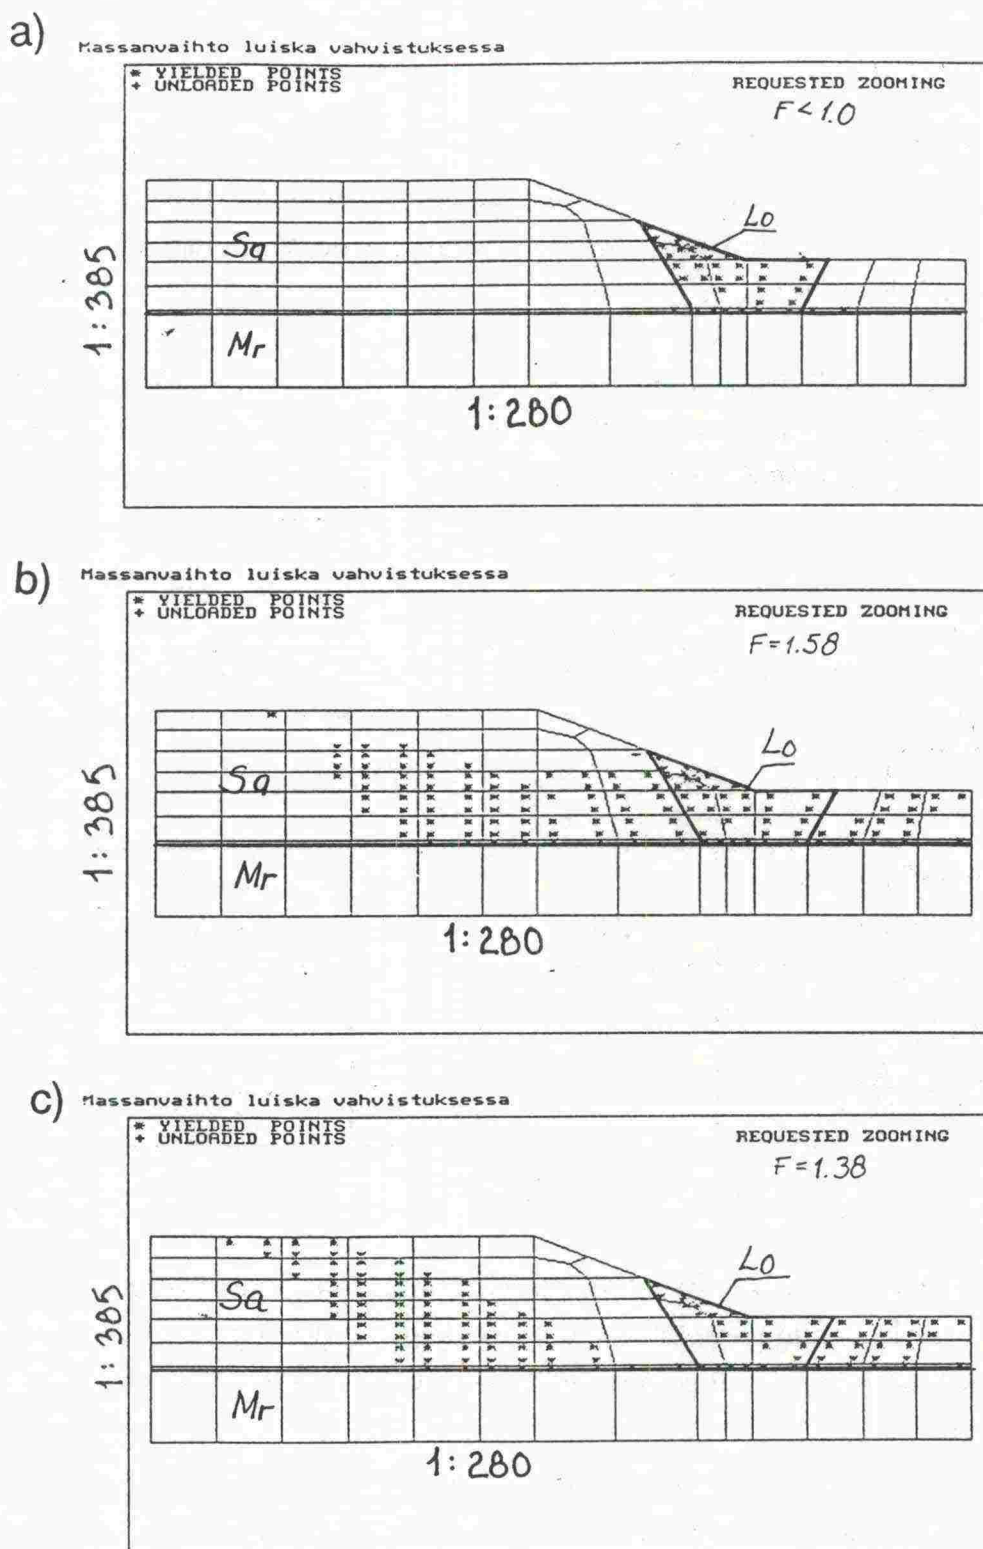 a)
Massanvaihto luiska vahvistuksessa
* YIELDED POINTS
+ UNLOADED POINTS
REQUESTED ZOOMING
F<1.0
Lo
Sa
1:385
Mr
1:280
b)
Massanvaihto luiska vahvistuksessa
* YIELDED POINTS
+ UNLOADED POINTS
REQUESTED ZOOMING
F=1.58
Lo
Sa
1:385
Mr
1:280
c)
Massanvaihto luiska vahvistuksessa
* YIELDED POINTS
+ UNLOADED POINTS
REQUESTED ZOOMING
F=1.38
Lo
Sa
1:385
Mr
1:280